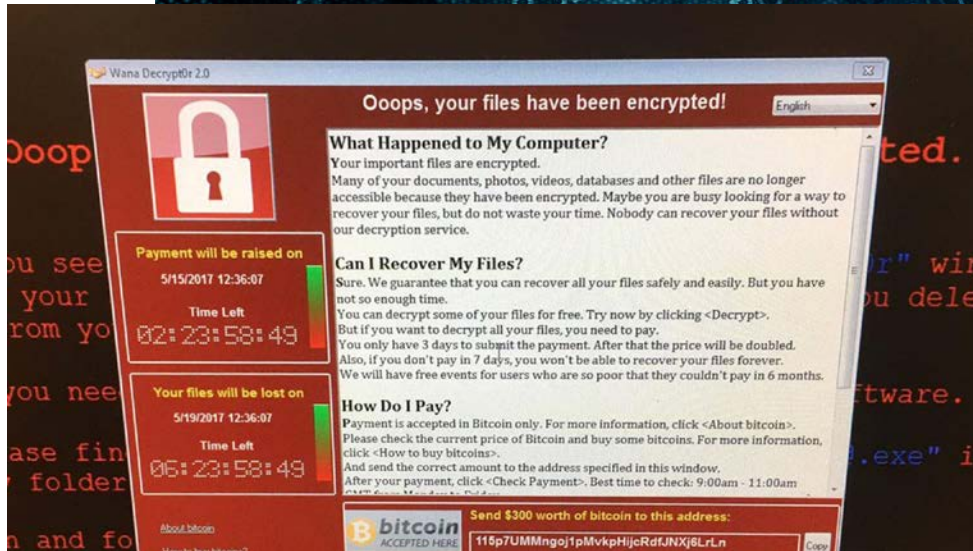 Wana Decrypt0r 2.0
Ooops, your files have been encrypted!
English
What Happened to My Computer?
Your important files are encrypted.
Many of your documents, photos, videos, databases and other files are no longer
accessible because they have been encrypted. Maybe you are busy looking for a way to
recover your files, but do not waste your time. Nobody can recover your files without
our decryption service.
Can I Recover My Files?
Sure. We guarantee that you can recover all your files safely and easily. But you have
not so enough time.
You can decrypt some of your files for free. Try now by clicking <Decrypt>.
But if you want to decrypt all your files, you need to pay.
You only have 3 days to submit the payment. After that the price will be doubled.
Also, if you don't pay in 7 days, you won't be able to recover your files forever.
We will have free events for users who are so poor that they couldn't pay in 6 months.
How Do I Pay?
Payment is accepted in Bitcoin only. For more information, click <About bitcoin>.
Please check the current price of Bitcoin and buy some bitcoins. For more information,
click <How to buy bitcoins>.
And send the correct amount to the address specified in this window.
After your payment, click <Check Payment>. Best time to check: 9:00am - 11:00am
Payment will be raised on
5/15/2017 12:36:07
Time Left
02:23:58:49
Your files will be lost on
5/19/2017 12:36:07
Time Left
06:23:58:49
About bitcoin
bitcoin
ACCEPTED HERE
Send $300 worth of bitcoin to this address:
115p7UMMngoj1pMvkpHijcRdfJNXj6LrLn
Copy
Ooop
ted.
ou see
0r" win
your
ou dele
rom yo
you nee
tware.
ase fin
.exe" i
folder
n and fo